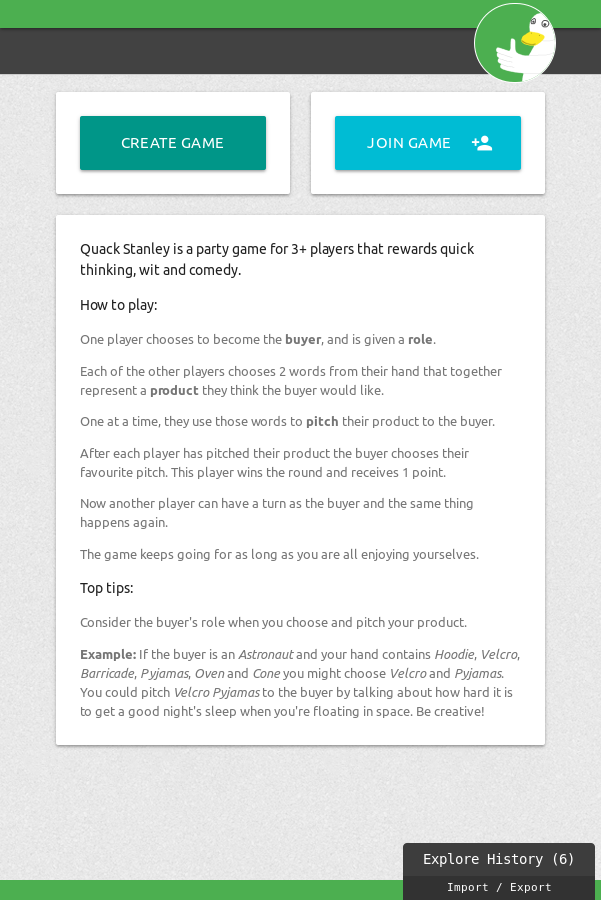 CREATE GAME
JOIN GAME
Quack Stanley is a party game for 3+ players that rewards quick
thinking, wit and comedy.
How to play:
One player chooses to become the buyer, and is given a role.
Each of the other players chooses 2 words from their hand that together
represent a product they think the buyer would like.
One at a time, they use those words to pitch their product to the buyer.
After each player has pitched their product the buyer chooses their
favourite pitch. This player wins the round and receives 1 point.
Now another player can have a turn as the buyer and the same thing
happens again.
The game keeps going for as long as you are all enjoying yourselves.
Top tips:
Consider the buyer's role when you choose and pitch your product.
Example: If the buyer is an Astronaut and your hand contains Hoodie, Velcro,
Barricade, Pyjamas, Oven and Cone you might choose Velcro and Pyjamas.
You could pitch Velcro Pyjamas to the buyer by talking about how hard it is
to get a good night's sleep when you're floating in space. Be creative!
Explore History (6)
Import / Export